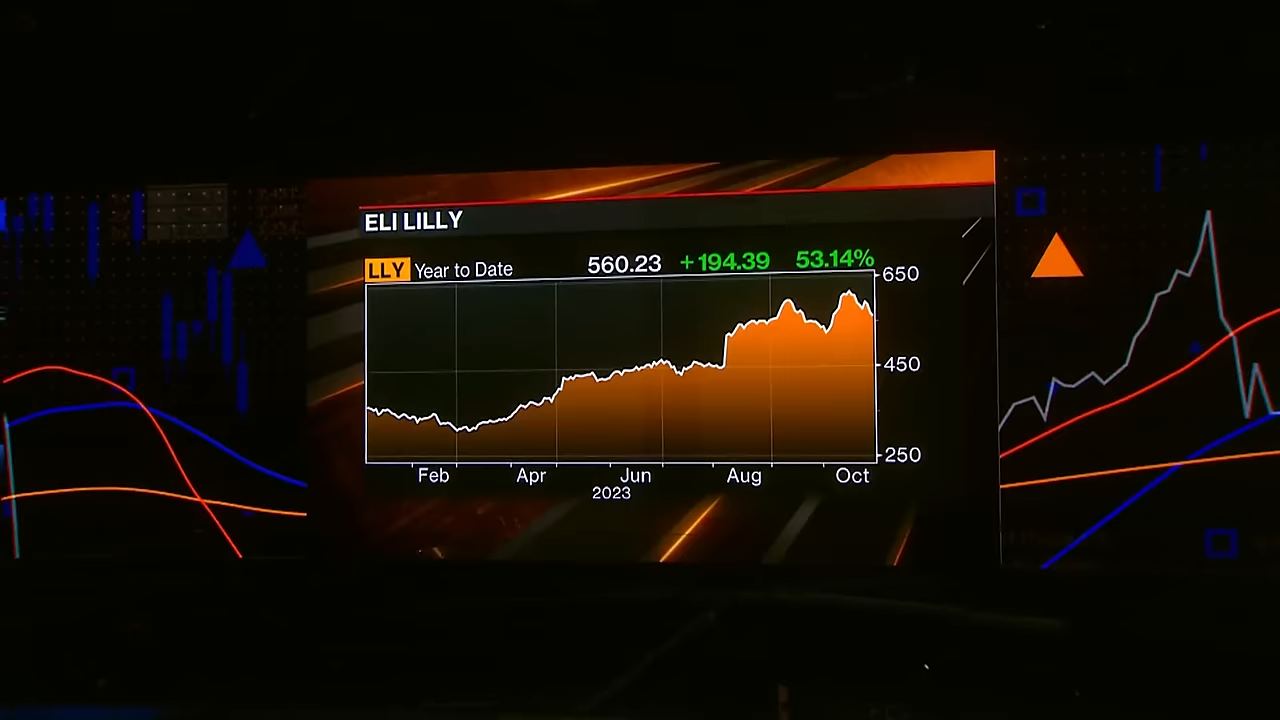 ELI LILLY
LLY Year to Date 560.23 +194.39 53.14%
650
450
250
Feb Apr Jun Aug Oct
2023